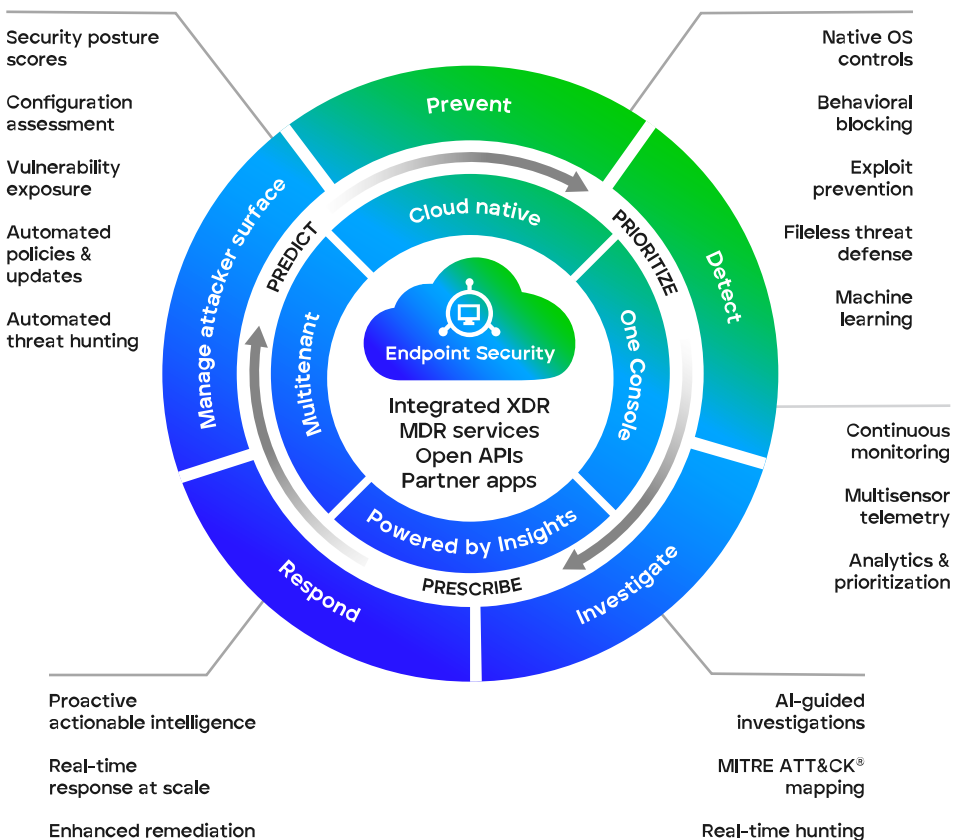 Security posture
scores
Configuration
assessment
Vulnerability
exposure
Automated
policies &
updates
Automated
threat hunting
Native OS
controls
Behavioral
blocking
Exploit
prevention
Fileless threat
defense
Machine
learning
Prevent
Manage attacker surface
Detect
PREDICT
PRIORITIZE
Cloud native
Multitenant
One Console
Endpoint Security
Integrated XDR
MDR services
Open APIs
Partner apps
Powered by Insights
PRESCRIBE
Respond
Investigate
Continuous
monitoring
Multisensor
telemetry
Analytics &
prioritization
Proactive
actionable intelligence
Real-time
response at scale
Enhanced remediation
AI-guided
investigations
MITRE ATT&CK®
mapping
Real-time hunting